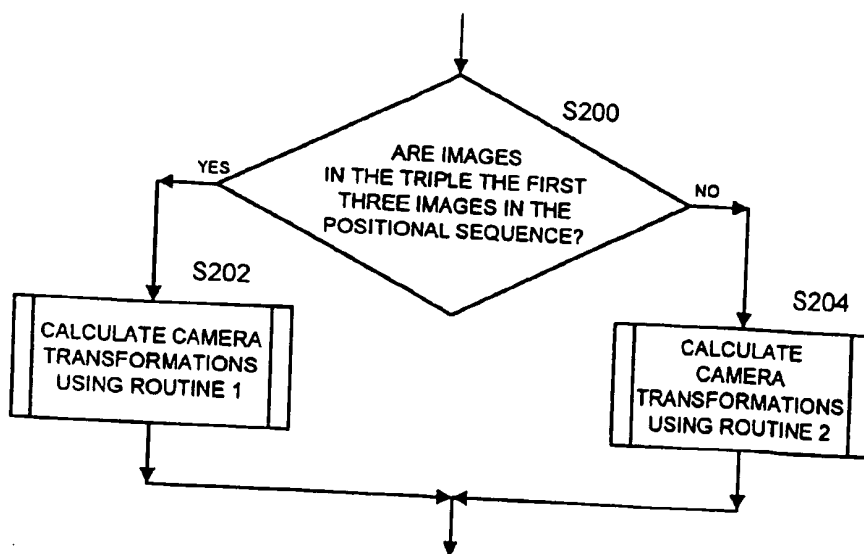 S200
ARE IMAGES
IN THE TRIPLE THE FIRST
THREE IMAGES IN THE
POSITIONAL SEQUENCE?
YES
NO
S202
CALCULATE CAMERA
TRANSFORMATIONS
USING ROUTINE 1
S204
CALCULATE
CAMERA
TRANSFORMATIONS
USING ROUTINE 2